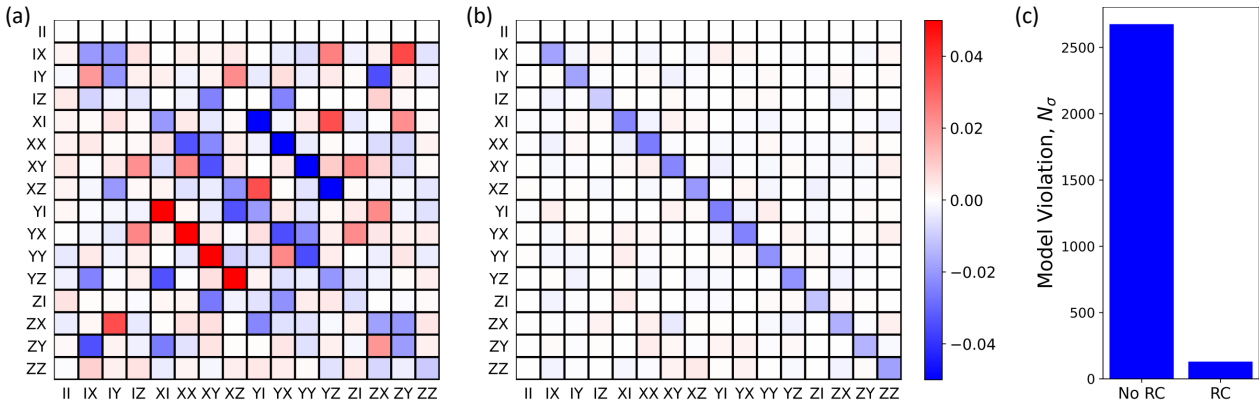 (a)
II
IX
IY
IZ
XI
XX
XY
XZ
YI
YX
YY
YZ
ZI
ZX
ZY
ZZ
II IX IY IZ XI XX XY XZ YI YX YY YZ ZI ZX ZY ZZ
(b)
II
IX
IY
IZ
XI
XX
XY
XZ
YI
YX
YY
YZ
ZI
ZX
ZY
ZZ
II IX IY IZ XI XX XY XZ YI YX YY YZ ZI ZX ZY ZZ
0.04
0.02
0.00
−0.02
−0.04
(c)
Model Violation, Nσ
2500
2000
1500
1000
500
0
No RC RC